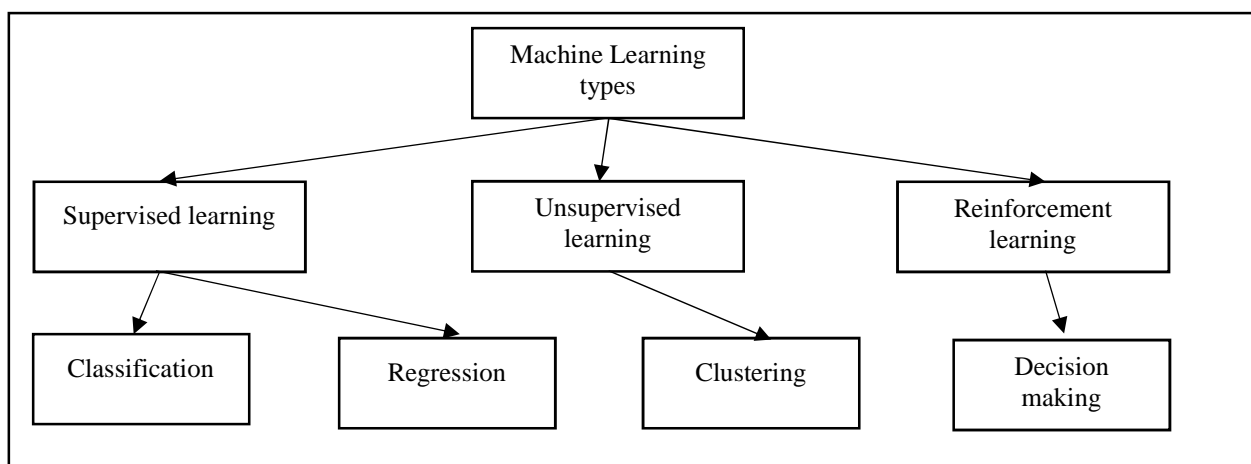 Machine Learning
types
Supervised learning
Unsupervised
learning
Reinforcement
learning
Classification
Regression
Clustering
Decision
making